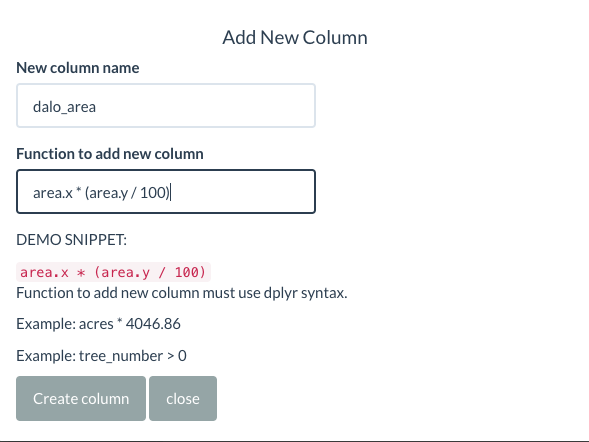 Add New Column
New column name
dalo_area
Function to add new column
area.x * (area.y / 100)
DEMO SNIPPET:
area.x * (area.y / 100)
Function to add new column must use dplyr syntax.
Example: acres * 4046.86
Example: tree_number > 0
Create column close